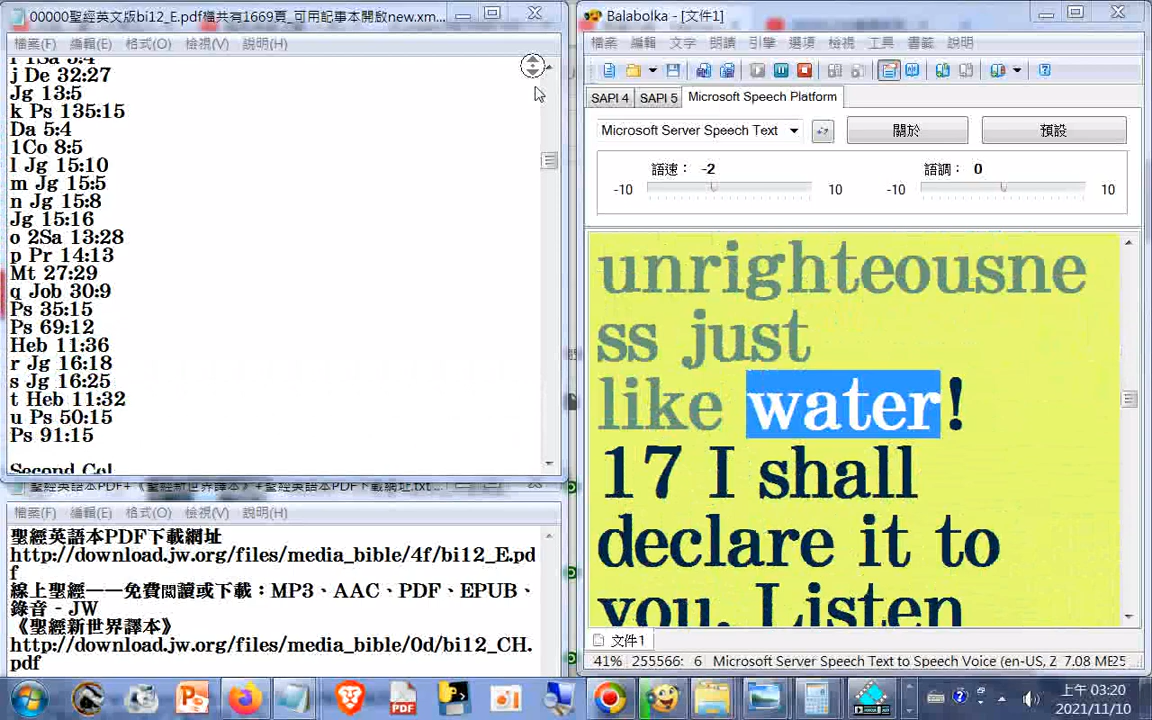 00000聖經英文版bi12_E.pdf檔共有1669頁_可用記事本開啟new.xm...
檔案(F) 編輯(E) 格式(O) 檢視(V) 說明(H)
j De 32:27
Jg 13:5
k Ps 135:15
Da 5:4
1Co 8:5
l Jg 15:10
m Jg 15:5
n Jg 15:8
Jg 15:16
o 2Sa 13:28
p Pr 14:13
Mt 27:29
q Job 30:9
Ps 35:15
Ps 69:12
Heb 11:36
r Jg 16:18
s Jg 16:25
t Heb 11:32
u Ps 50:15
Ps 91:15
Second Col
聖經英語本PDF+《聖經新世界譯本》+聖經英語本PDF下載網址.txt ...
檔案(F) 編輯(E) 格式(O) 檢視(V) 說明(H)
聖經英語本PDF下載網址
http://download.jw.org/files/media_bible/4f/bi12_E.pd
f
線上聖經——免費閱讀或下載：MP3、AAC、PDF、EPUB、
錄音 - JW
《聖經新世界譯本》
http://download.jw.org/files/media_bible/0d/bi12_CH.
pdf
Balabolka - [文件1]
檔案 編輯 文字 朗讀 引擎 選項 檢視 工具 書籤 說明
SAPI 4 SAPI 5 Microsoft Speech Platform
Microsoft Server Speech Text 關於 預設
語速： -2 語調： 0
-10 10 -10 10
unrighteousne
ss just
like water!
17 I shall
declare it to
you. Listen
文件1
41% 255566: 6 Microsoft Server Speech Text to Speech Voice (en-US, Z 7.08 ME25
上午 03:20
2021/11/10